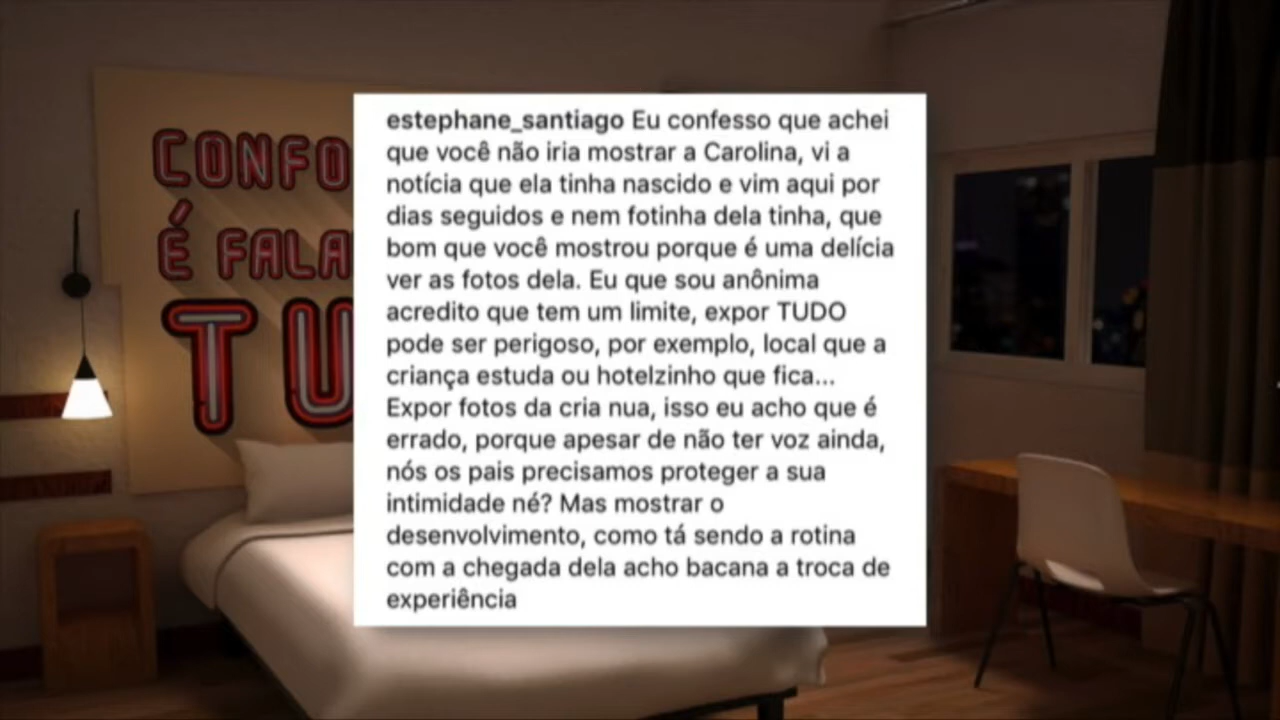 CONFO
É FALA
TU
estephane_santiago Eu confesso que achei
que você não iria mostrar a Carolina, vi a
notícia que ela tinha nascido e vim aqui por
dias seguidos e nem fotinha dela tinha, que
bom que você mostrou porque é uma delícia
ver as fotos dela. Eu que sou anônima
acredito que tem um limite, expor TUDO
pode ser perigoso, por exemplo, local que a
criança estuda ou hotelzinho que fica...
Expor fotos da cria nua, isso eu acho que é
errado, porque apesar de não ter voz ainda,
nós os pais precisamos proteger a sua
intimidade né? Mas mostrar o
desenvolvimento, como tá sendo a rotina
com a chegada dela acho bacana a troca de
experiência